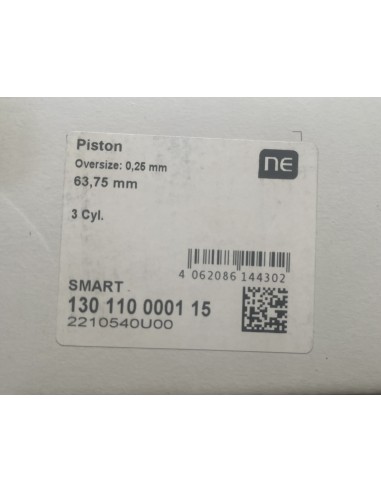 Piston
Oversize: 0,25 mm
63,75 mm
3 Cyl.
NE
4 062086 144302
SMART
130 110 0001 15
2210540U00